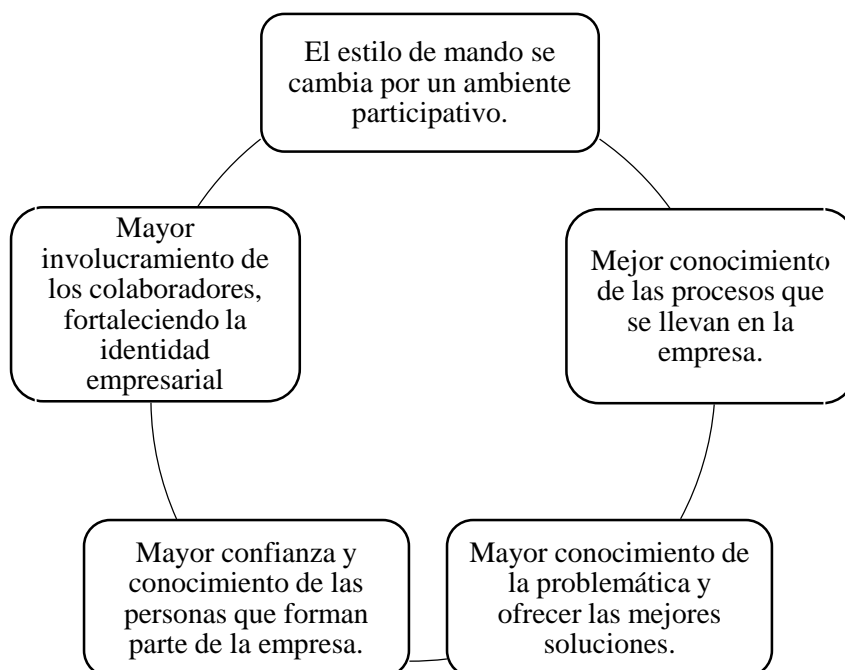 El estilo de mando se
cambia por un ambiente
participativo.
Mejor conocimiento
de las procesos que
se llevan en la
empresa.
Mayor conocimiento de
la problemática y
ofrecer las mejores
soluciones.
Mayor confianza y
conocimiento de las
personas que forman
parte de la empresa.
Mayor
involucramiento de
los colaboradores,
fortaleciendo la
identidad
empresarial